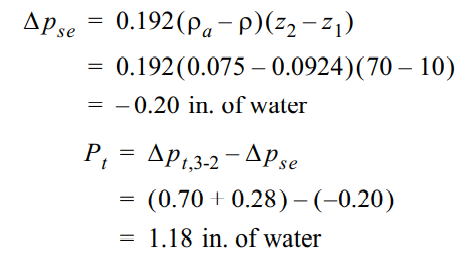 Δp_se = 0.192(ρ_a – ρ)(z_2 – z_1)
= 0.192(0.075 – 0.0924)(70 – 10)
= –0.20 in. of water
P_t = Δp_t,3-2 – Δp_se
= (0.70 + 0.28) – (–0.20)
= 1.18 in. of water